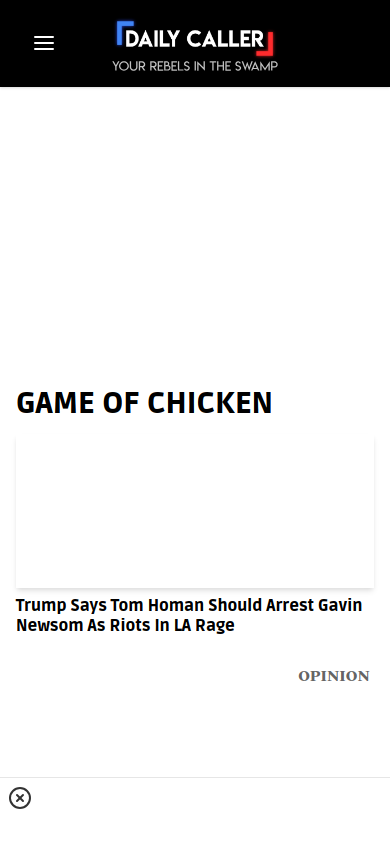 DAILY CALLER
YOUR REBELS IN THE SWAMP
GAME OF CHICKEN
Trump Says Tom Homan Should Arrest Gavin
Newsom As Riots In LA Rage
OPINION